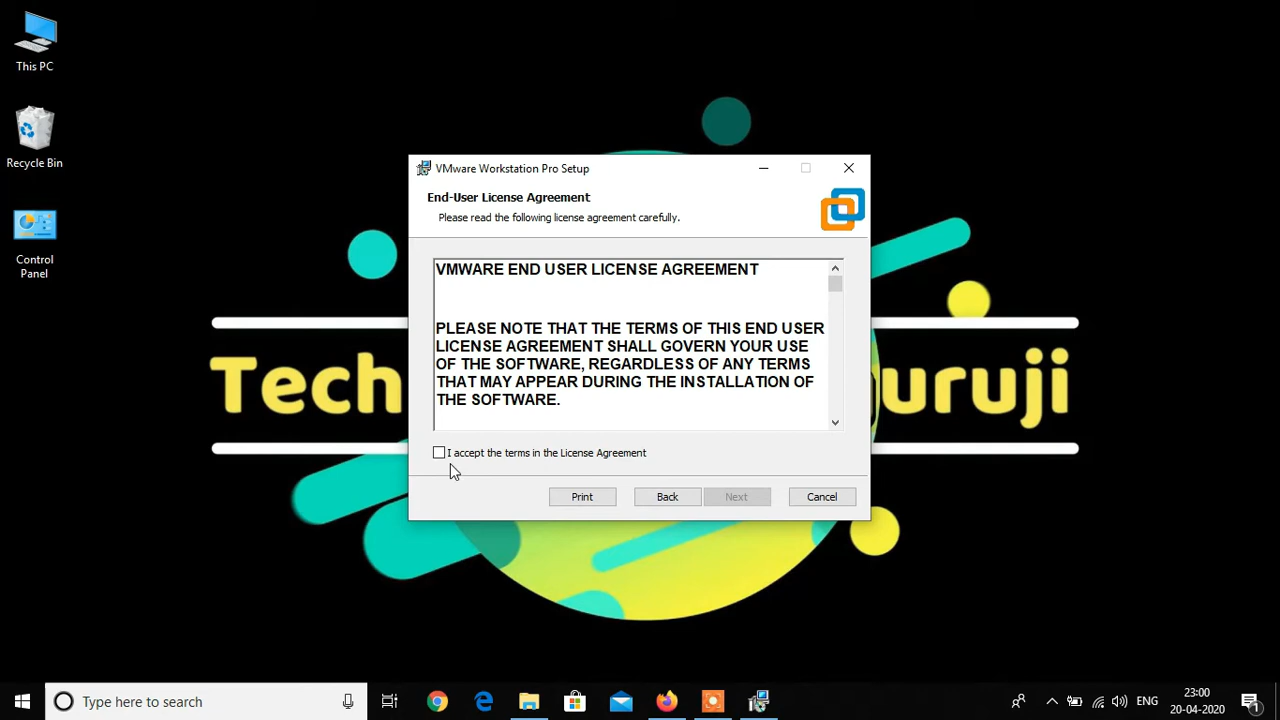 This PC
Recycle Bin
Control
Panel
VMware Workstation Pro Setup
End-User License Agreement
Please read the following license agreement carefully.
VMWARE END USER LICENSE AGREEMENT
PLEASE NOTE THAT THE TERMS OF THIS END USER
LICENSE AGREEMENT SHALL GOVERN YOUR USE
OF THE SOFTWARE, REGARDLESS OF ANY TERMS
THAT MAY APPEAR DURING THE INSTALLATION OF
THE SOFTWARE.
I accept the terms in the License Agreement
Print
Back
Next
Cancel
Tech
uruji
Type here to search
ENG
23:00
20-04-2020
1